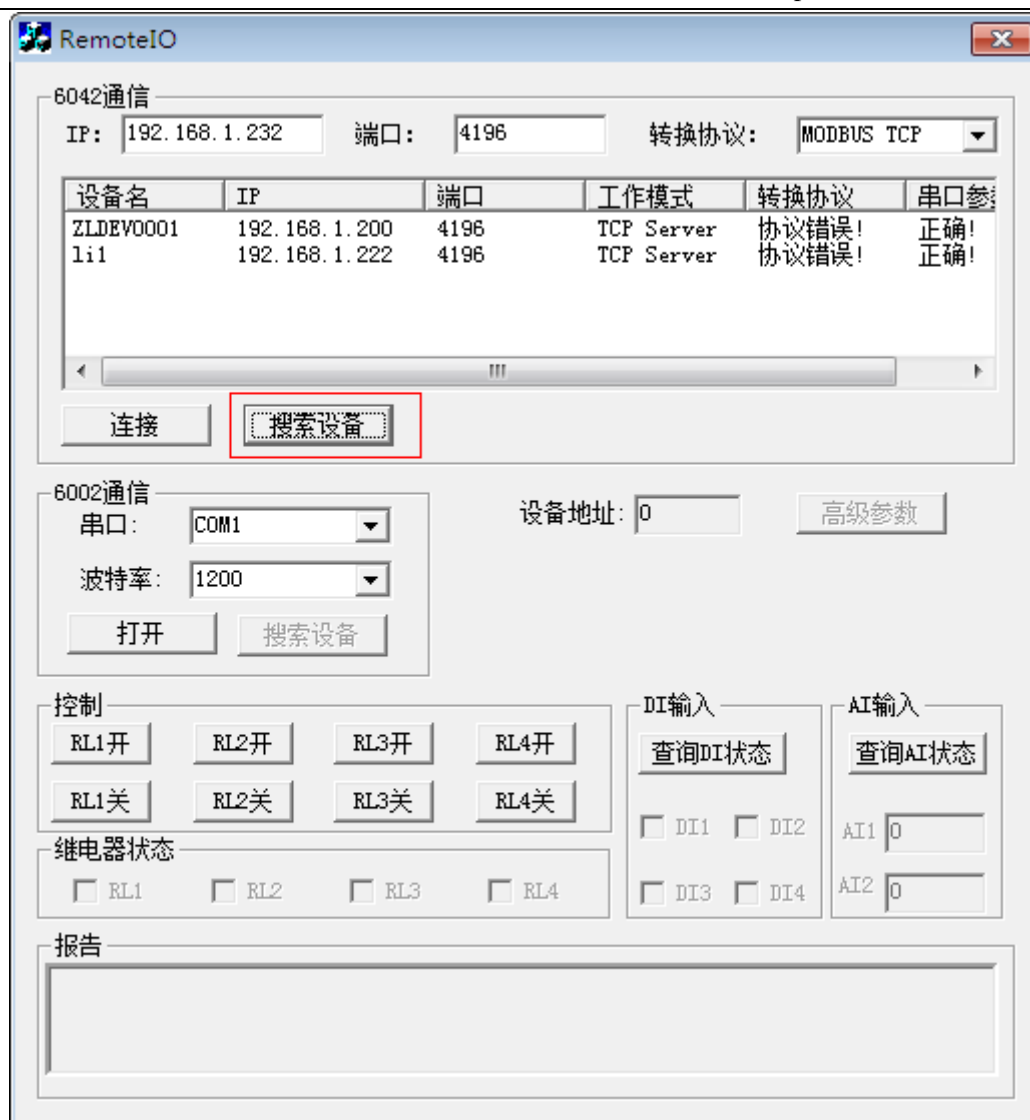 RemoteIO
6042通信
IP: 192.168.1.232 端口: 4196 转换协议: MODBUS TCP
设备名 IP 端口 工作模式 转换协议 串口参
ZLDEV0001 192.168.1.200 4196 TCP Server 协议错误! 正确!
li1 192.168.1.222 4196 TCP Server 协议错误! 正确!
连接 搜索设备
6002通信
串口: COM1 设备地址: 0 高级参数
波特率: 1200
打开 搜索设备
控制 DI输入 AI输入
RL1开 RL2开 RL3开 RL4开 查询DI状态 查询AI状态
RL1关 RL2关 RL3关 RL4关
DI1 DI2 AI1 0
继电器状态
RL1 RL2 RL3 RL4 DI3 DI4 AI2 0
报告